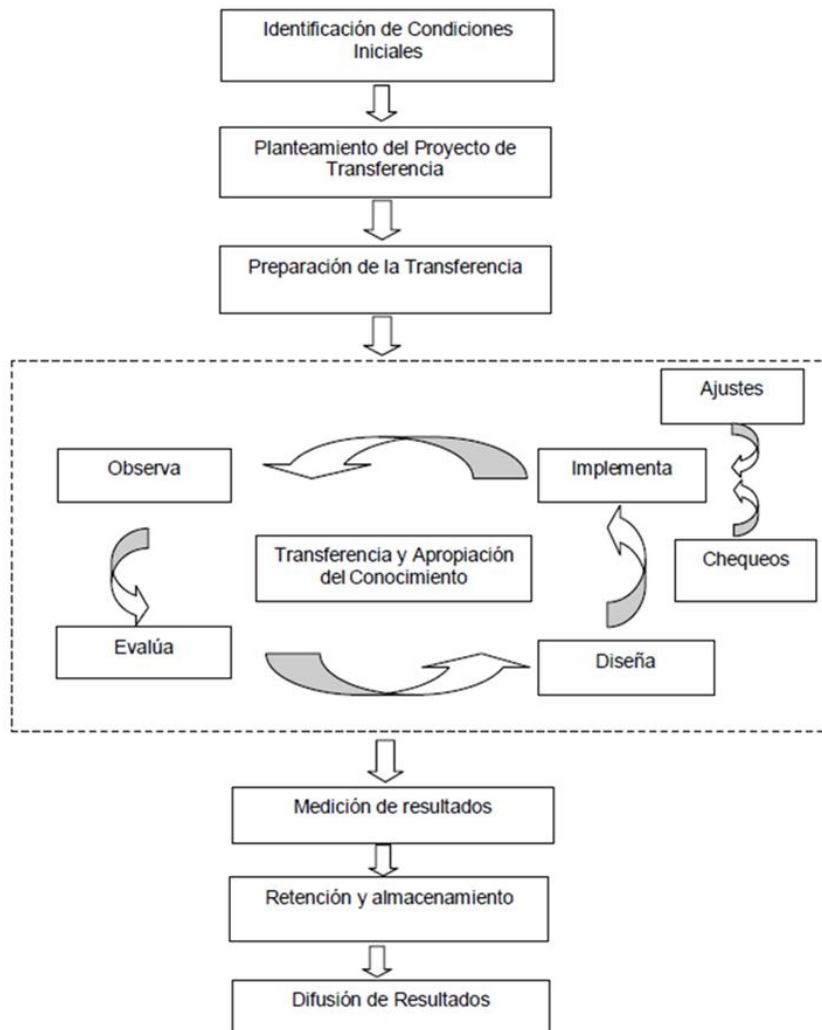 Identificación de Condiciones
Iniciales
Planteamiento del Proyecto de
Transferencia
Preparación de la Transferencia
Ajustes
Observa
Implementa
Transferencia y Apropiación
del Conocimiento
Chequeos
Evalúa
Diseña
Medición de resultados
Retención y almacenamiento
Difusión de Resultados